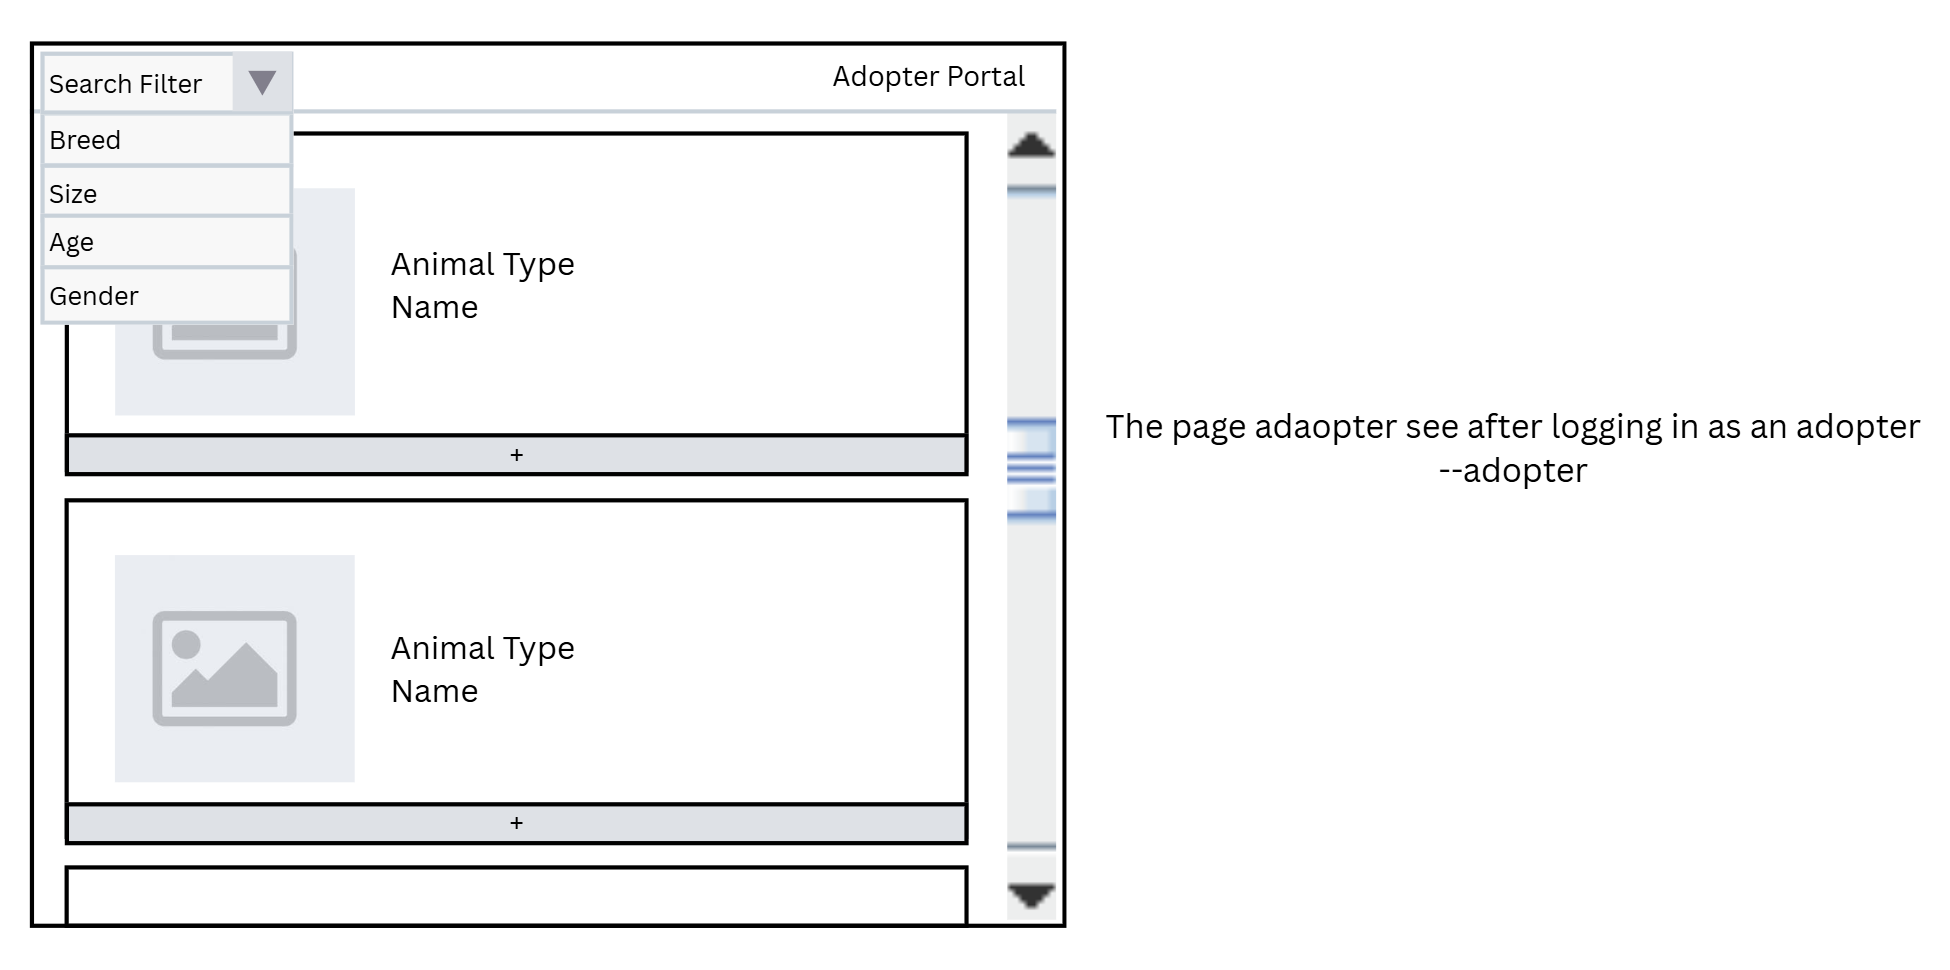 Search Filter
Adopter Portal
Breed
Size
Age
Gender
Animal Type
Name
+
Animal Type
Name
+
The page adaopter see after logging in as an adopter
--adopter